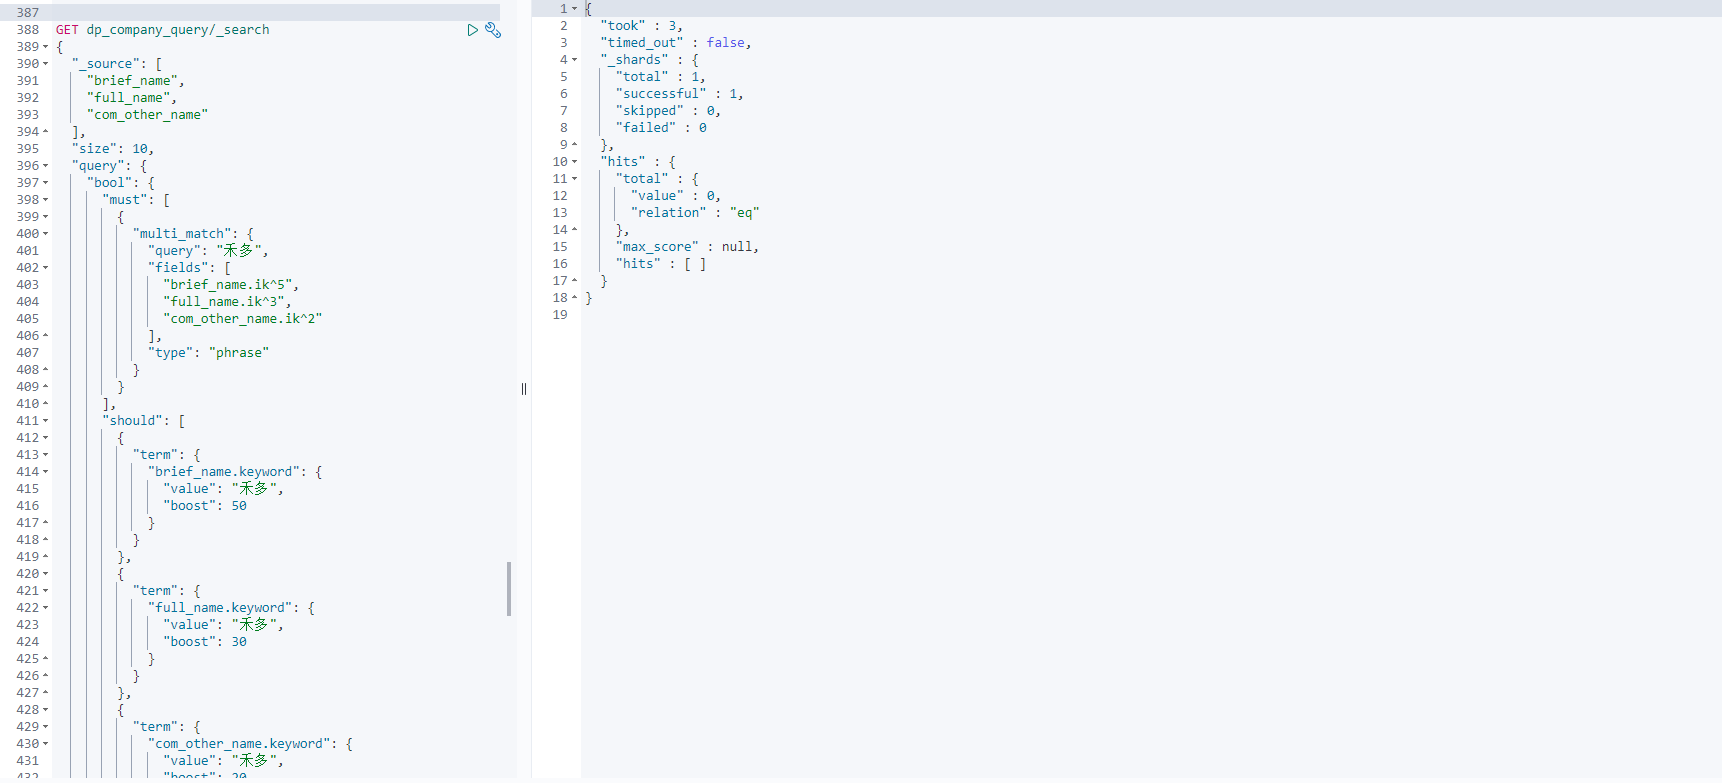 387
388 GET dp_company_query/_search
389 {
390 "_source": [
391 "brief_name",
392 "full_name",
393 "com_other_name"
394 ],
395 "size": 10,
396 "query": {
397 "bool": {
398 "must": [
399 {
400 "multi_match": {
401 "query": "禾多",
402 "fields": [
403 "brief_name.ik^5",
404 "full_name.ik^3",
405 "com_other_name.ik^2"
406 ],
407 "type": "phrase"
408 }
409 }
410 ],
411 "should": [
412 {
413 "term": {
414 "brief_name.keyword": {
415 "value": "禾多",
416 "boost": 50
417 }
418 }
419 },
420 {
421 "term": {
422 "full_name.keyword": {
423 "value": "禾多",
424 "boost": 30
425 }
426 }
427 },
428 {
429 "term": {
430 "com_other_name.keyword": {
431 "value": "禾多",
432 "boost": 20
1 {
2 "took" : 3,
3 "timed_out" : false,
4 "_shards" : {
5 "total" : 1,
6 "successful" : 1,
7 "skipped" : 0,
8 "failed" : 0
9 },
10 "hits" : {
11 "total" : {
12 "value" : 0,
13 "relation" : "eq"
14 },
15 "max_score" : null,
16 "hits" : [ ]
17 }
18 }
19